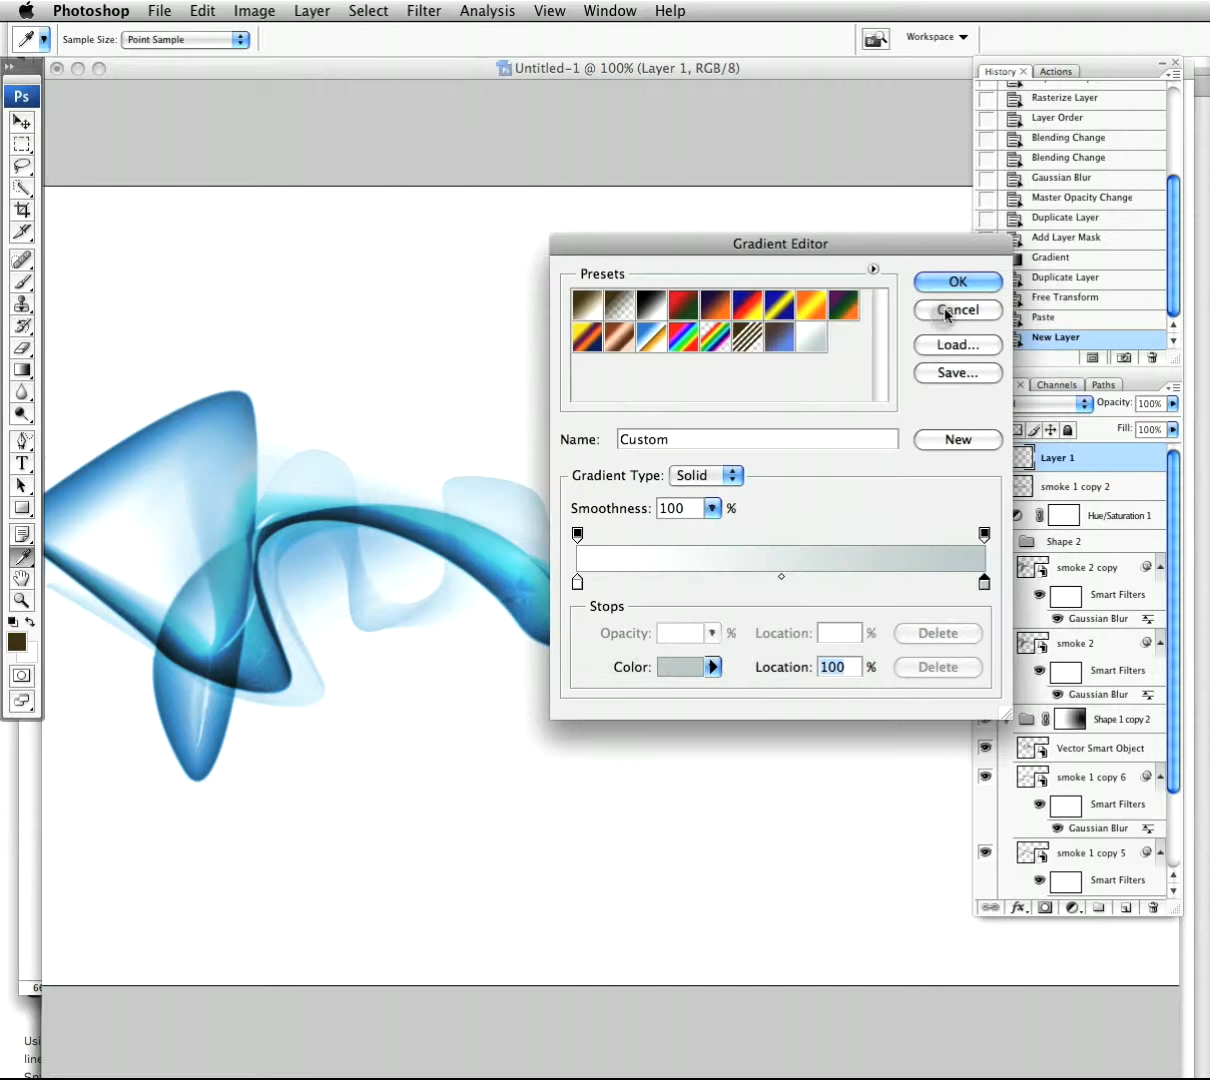 Photoshop File Edit Image Layer Select Filter Analysis View Window Help
Sample Size: Point Sample
Workspace
Untitled-1 @ 100% (Layer 1, RGB/8)
Ps
History Actions
Rasterize Layer
Layer Order
Blending Change
Blending Change
Gaussian Blur
Master Opacity Change
Duplicate Layer
Add Layer Mask
Gradient
Duplicate Layer
Free Transform
Paste
New Layer
Gradient Editor
Presets
OK
Cancel
Load...
Save...
Name: Custom
New
Gradient Type: Solid
Smoothness: 100 %
Stops
Opacity: % Location: % Delete
Color: Location: 100 % Delete
Channels Paths
Opacity: 100%
Fill: 100%
Layer 1
smoke 1 copy 2
Hue/Saturation 1
Shape 2
smoke 2 copy
Smart Filters
Gaussian Blur
smoke 2
Smart Filters
Gaussian Blur
Shape 1 copy 2
Vector Smart Object
smoke 1 copy 6
Smart Filters
Gaussian Blur
smoke 1 copy 5
Smart Filters
fx
T